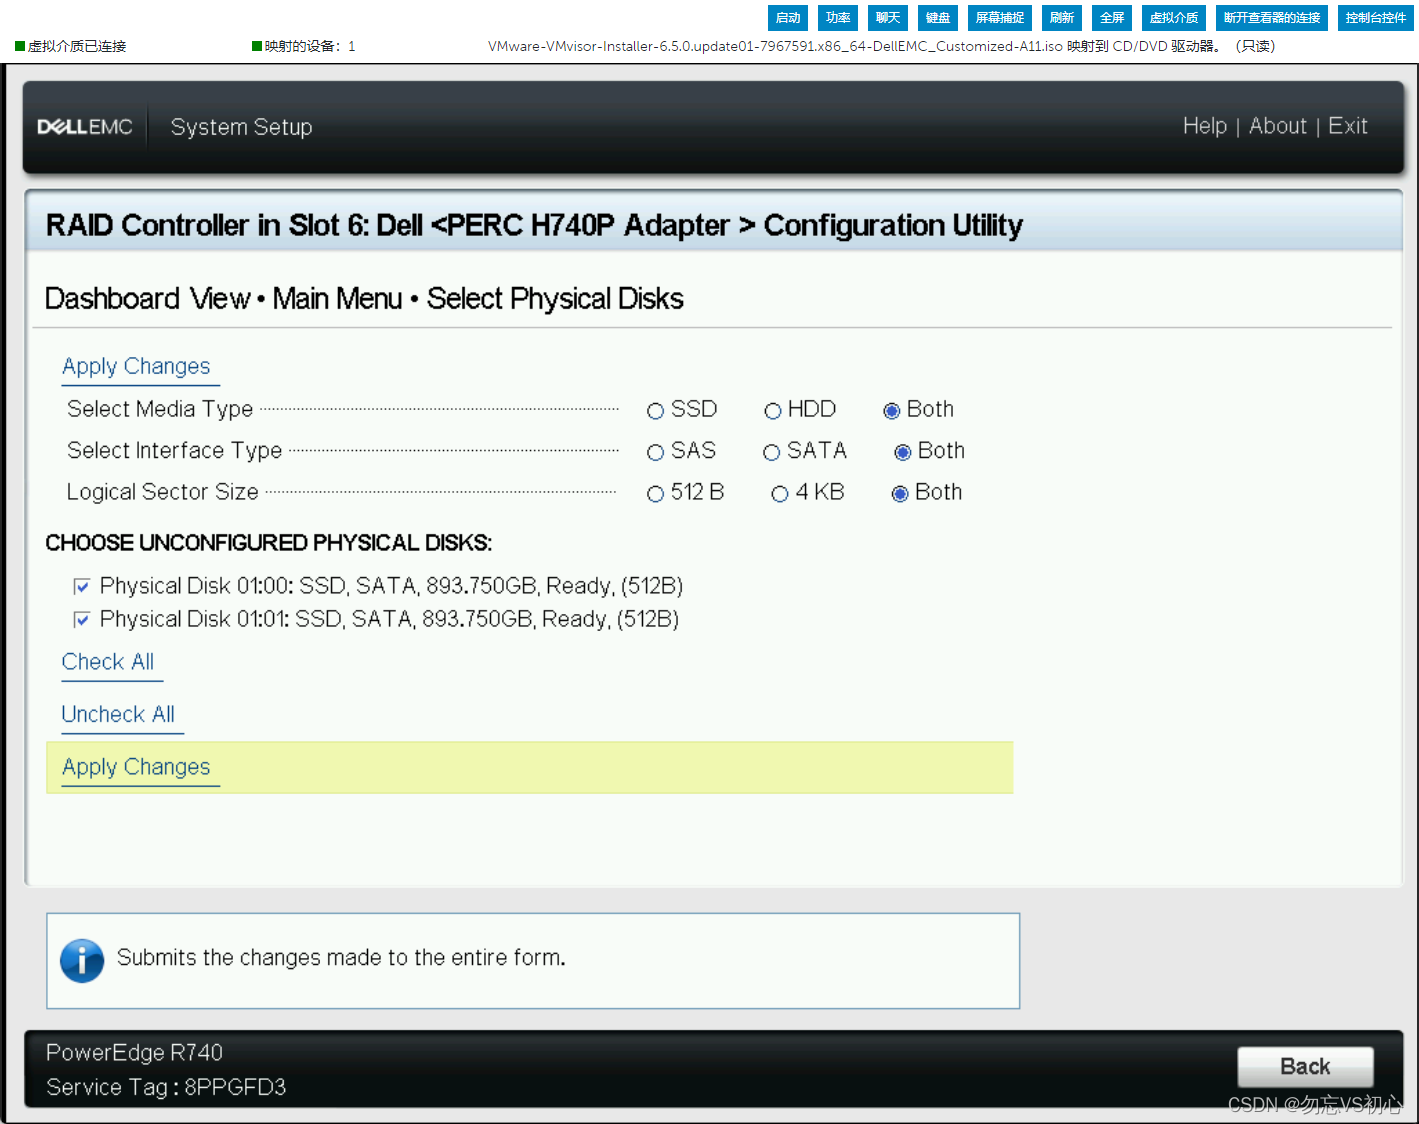 启动 功率 聊天 键盘 屏幕捕捉 刷新 全屏 虚拟介质 断开查看器的连接 控制台控件
虚拟介质已连接 映射的设备：1 VMware-VMvisor-Installer-6.5.0.update01-7967591.x86_64-DellEMC_Customized-A11.iso 映射到 CD/DVD 驱动器。（只读）
DELLEMC System Setup Help | About | Exit
RAID Controller in Slot 6: Dell <PERC H740P Adapter > Configuration Utility
Dashboard View • Main Menu • Select Physical Disks
Apply Changes
Select Media Type SSD HDD Both
Select Interface Type SAS SATA Both
Logical Sector Size 512 B 4 KB Both
CHOOSE UNCONFIGURED PHYSICAL DISKS:
Physical Disk 01:00: SSD, SATA, 893.750GB, Ready, (512B)
Physical Disk 01:01: SSD, SATA, 893.750GB, Ready, (512B)
Check All
Uncheck All
Apply Changes
Submits the changes made to the entire form.
PowerEdge R740
Service Tag : 8PPGFD3
Back
CSDN @勿忘VS初心